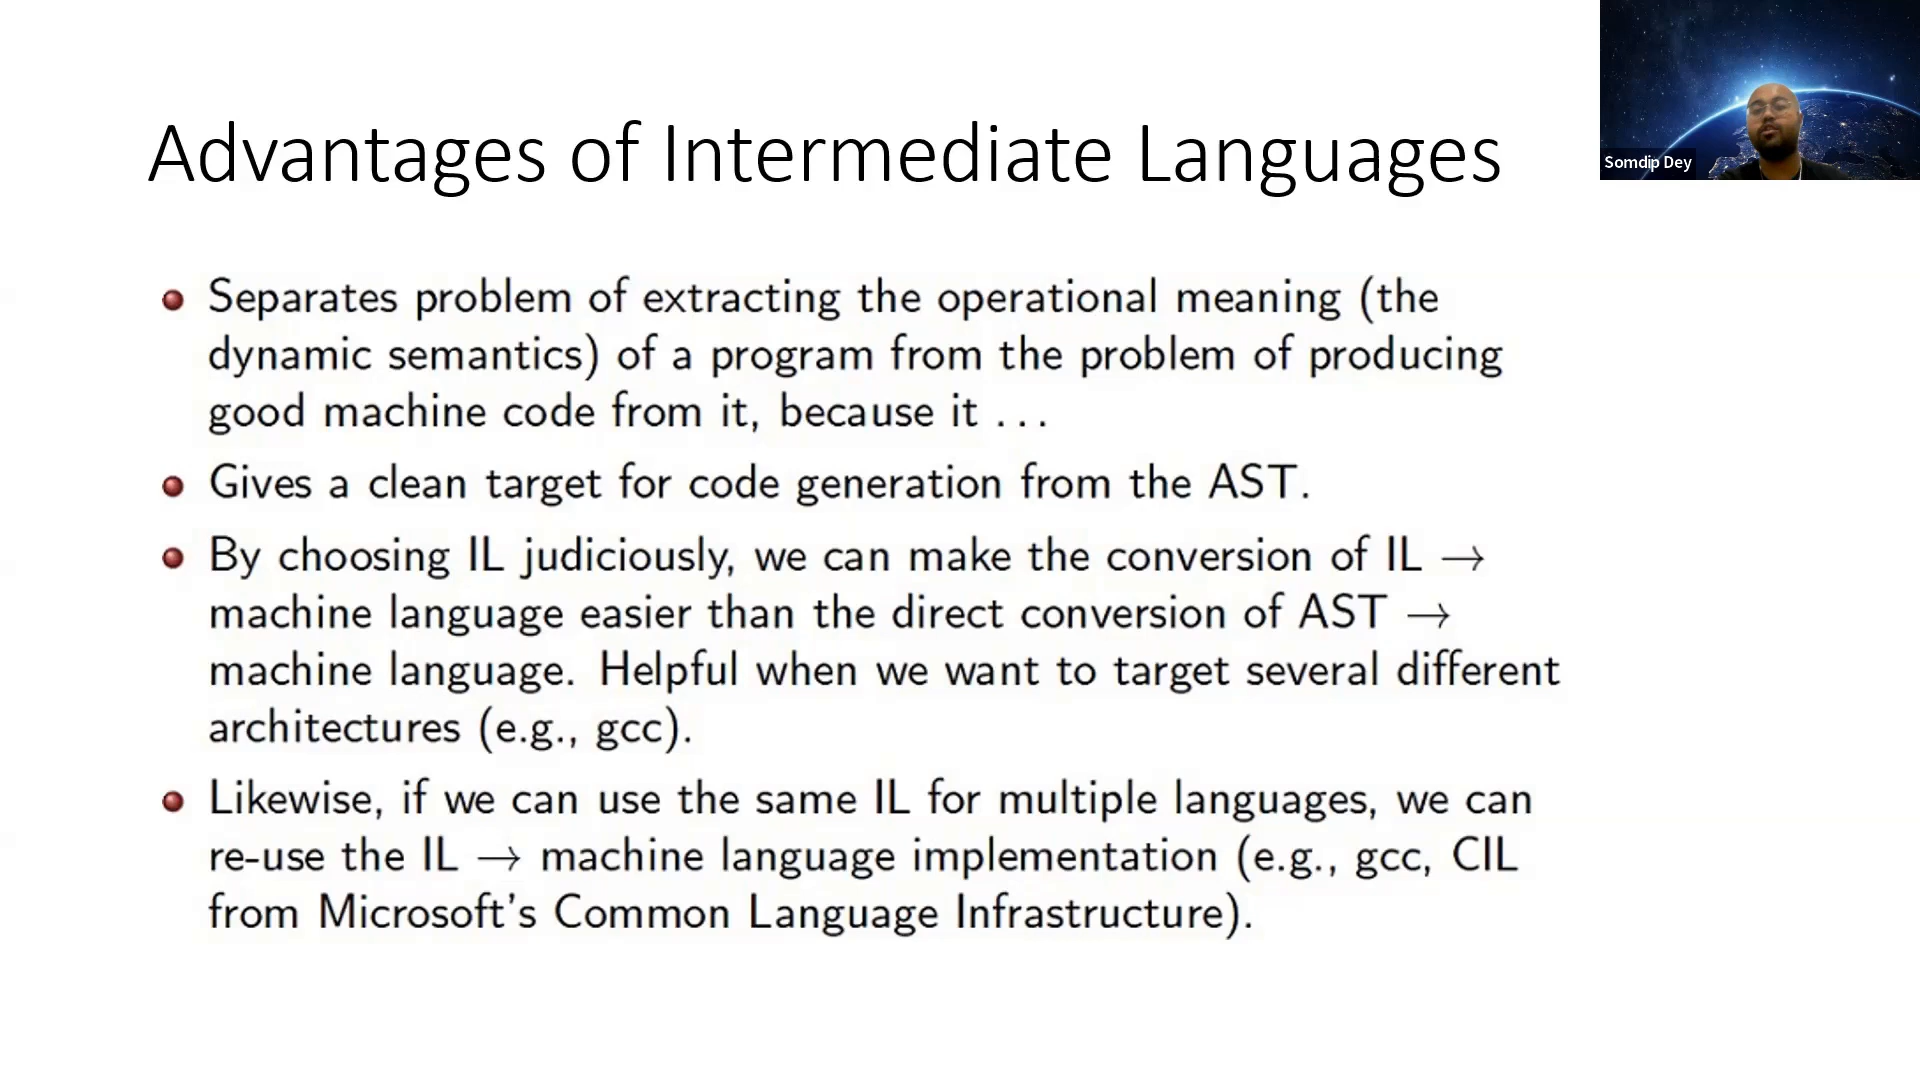 Advantages of Intermediate Languages
Somdip Dey
Separates problem of extracting the operational meaning (the
dynamic semantics) of a program from the problem of producing
good machine code from it, because it . . .
Gives a clean target for code generation from the AST.
By choosing IL judiciously, we can make the conversion of IL →
machine language easier than the direct conversion of AST →
machine language. Helpful when we want to target several different
architectures (e.g., gcc).
Likewise, if we can use the same IL for multiple languages, we can
re-use the IL → machine language implementation (e.g., gcc, CIL
from Microsoft's Common Language Infrastructure).